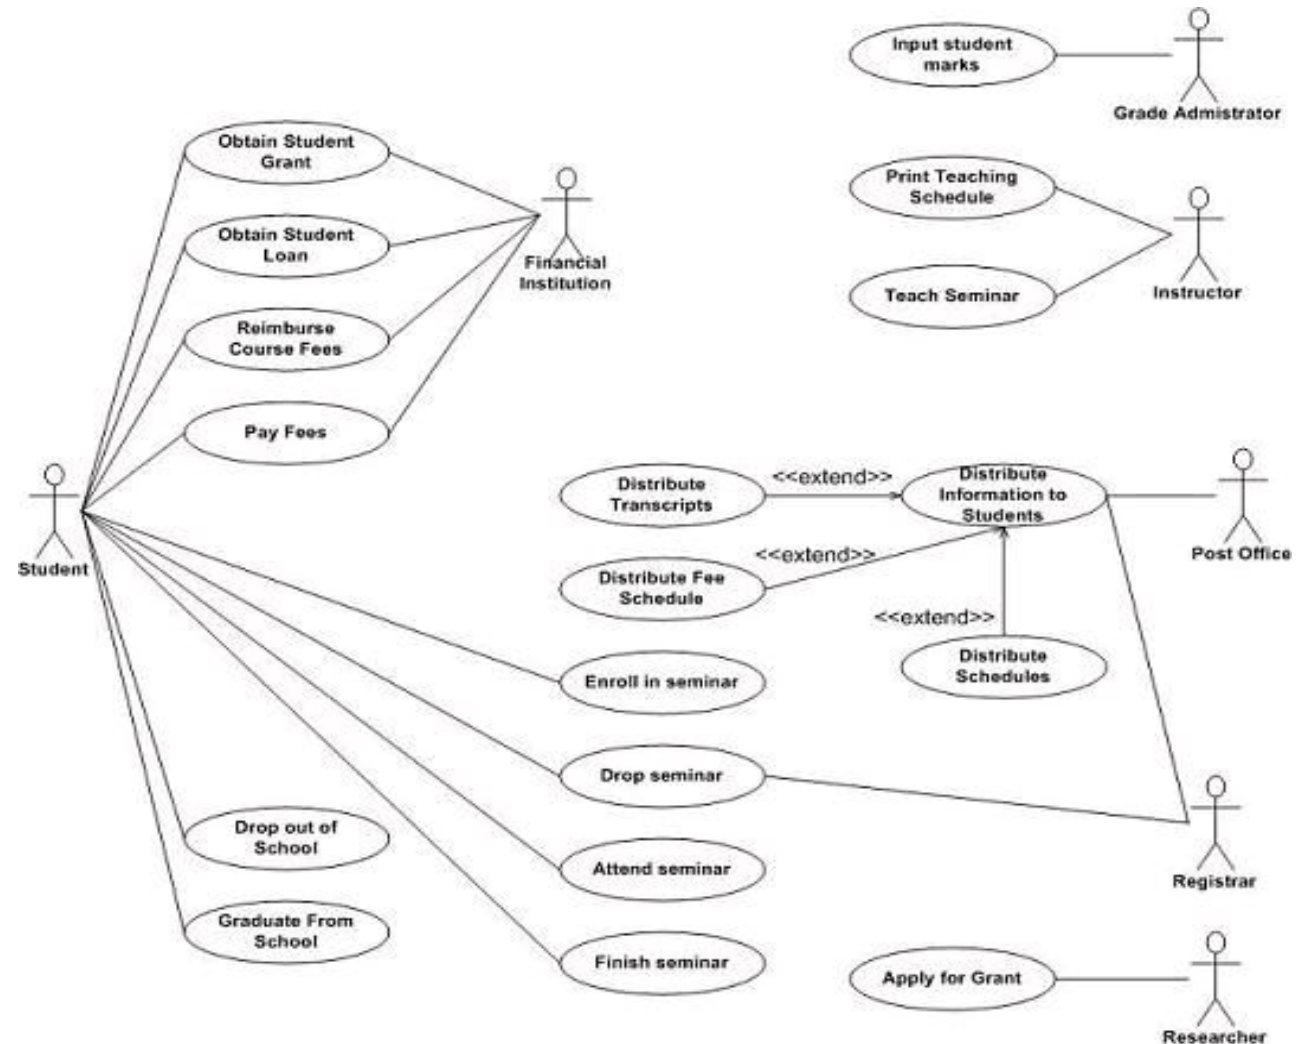 Input student
marks
Grade Admistrator
Obtain Student
Grant
Print Teaching
Schedule
Obtain Student
Loan
Financial
Institution
Teach Seminar
Instructor
Reimburse
Course Fees
Pay Fees
Distribute
Transcripts
<<extend>>
Distribute
Information to
Students
Post Office
Student
<<extend>>
Distribute Fee
Schedule
<<extend>>
Distribute
Schedules
Enroll in seminar
Drop seminar
Drop out of
School
Attend seminar
Registrar
Graduate From
School
Finish seminar
Apply for Grant
Researcher